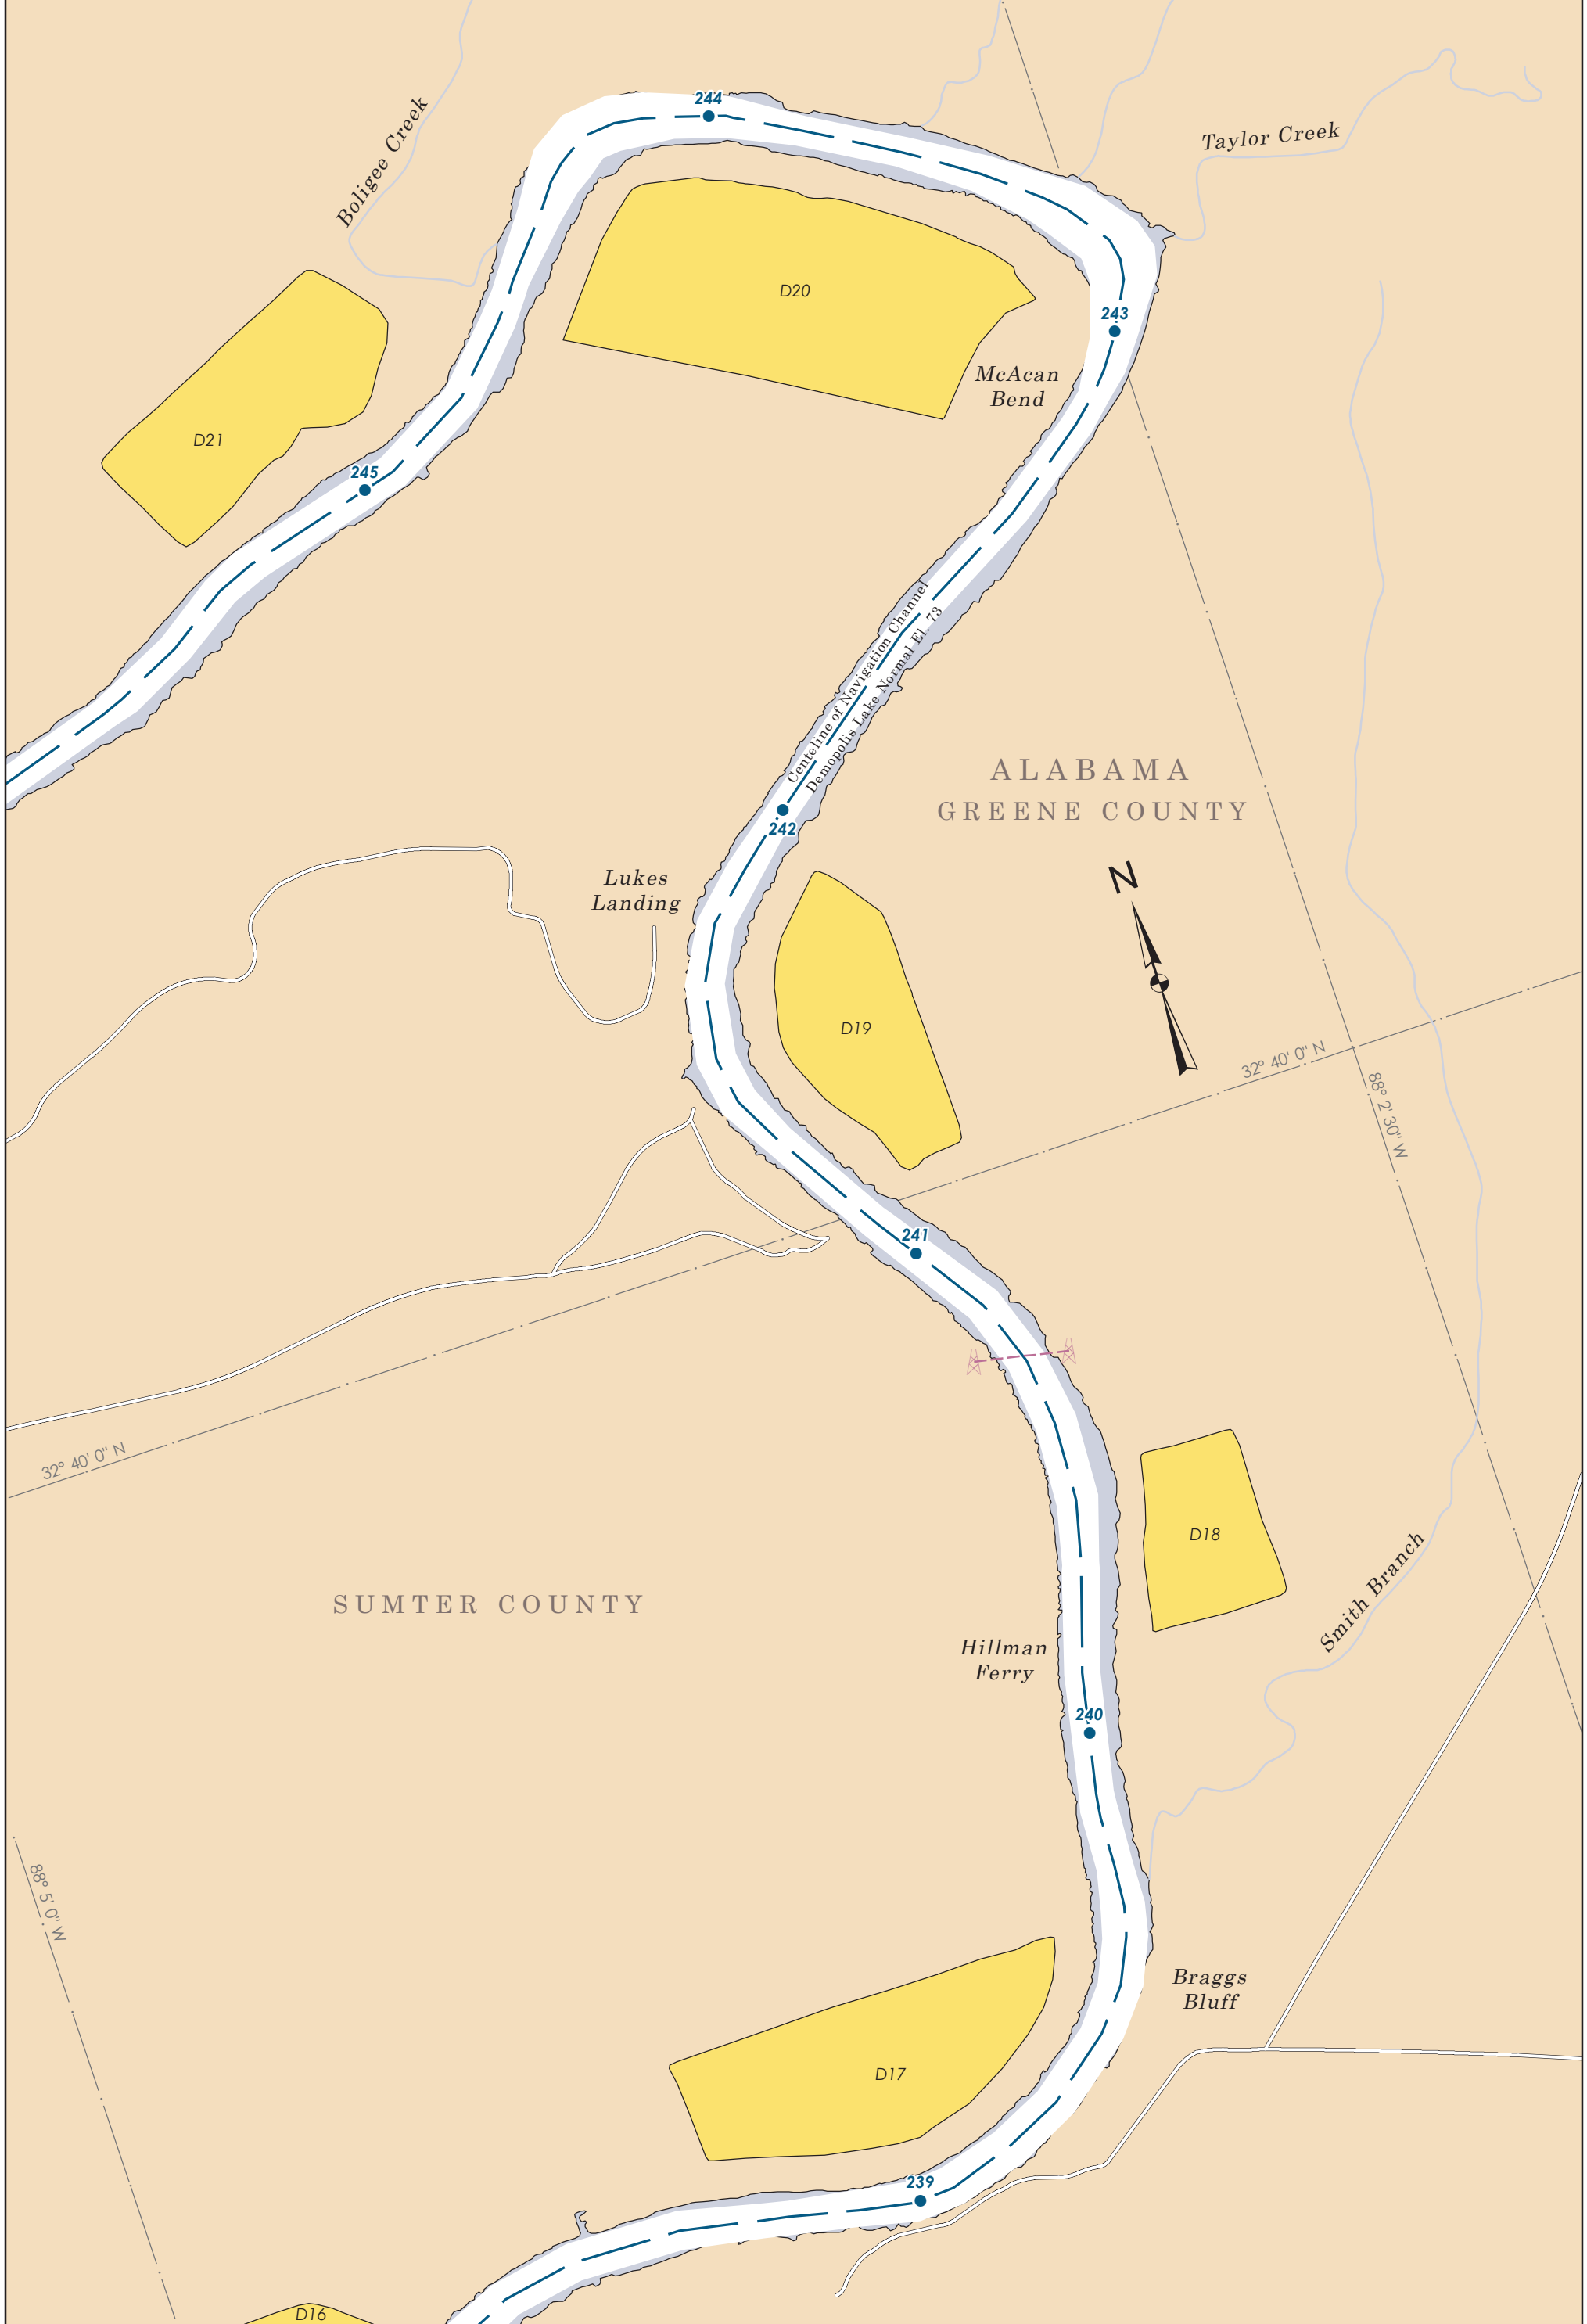 244
Boligee Creek
Taylor Creek
D20
243
McAcan
Bend
D21
245
Centeline of Navigation Channel
Demopolis Lake Normal El. 73
ALABAMA
GREENE COUNTY
242
Lukes
Landing
N
D19
32° 40' 0" N
88° 2' 30" W
241
32° 40' 0" N
D18
Smith Branch
SUMTER COUNTY
Hillman
Ferry
240
88° 5' 0" W
Braggs
Bluff
D17
239
D16